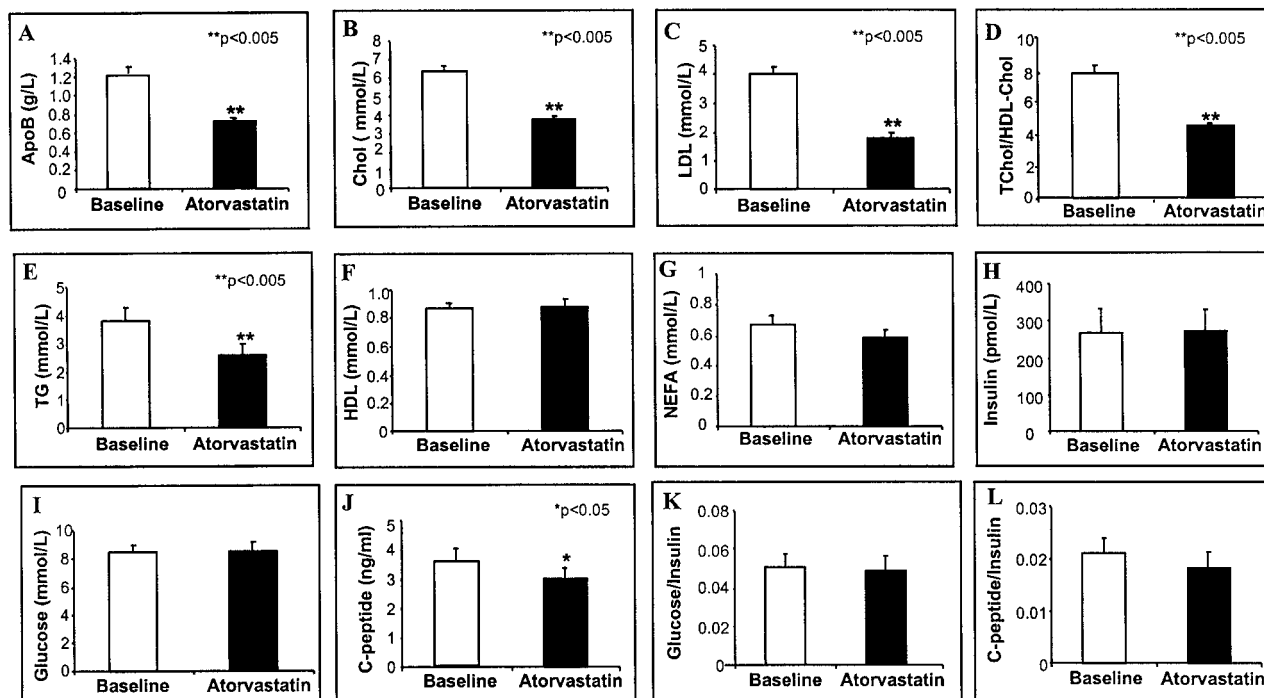 A
**p<0.005
ApoB (g/L)
1.4
1.2
1.0
0.8
0.6
0.4
0.2
0
**
Baseline Atorvastatin
B
**p<0.005
Chol ( mmol/L)
8
7
6
5
4
3
2
1
0
**
Baseline Atorvastatin
C
**p<0.005
LDL (mmol/L)
5
4
3
2
1
0
**
Baseline Atorvastatin
D
**p<0.005
TChol/HDL-Chol
10
8
6
4
2
0
**
Baseline Atorvastatin
E
**p<0.005
TG (mmol/L)
5
4
3
2
1
0
**
Baseline Atorvastatin
F
HDL (mmol/L)
1.0
0.8
0.6
0.4
0.2
0
Baseline Atorvastatin
G
NEFA (mmol/L)
1
0.8
0.6
0.4
0.2
0
Baseline Atorvastatin
H
Insulin (pmol/L)
400
300
260
200
100
0
Baseline Atorvastatin
I
Glucose (mmol/L)
10
8
6
4
2
0
Baseline Atorvastatin
J
*p<0.05
C-peptide (ng/ml)
5
4
3
2
1
0
*
Baseline Atorvastatin
K
Glucose/Insulin
0.08
0.06
0.04
0.02
0
Baseline Atorvastatin
L
C-peptide/Insulin
0.03
0.02
0.01
0
Baseline Atorvastatin